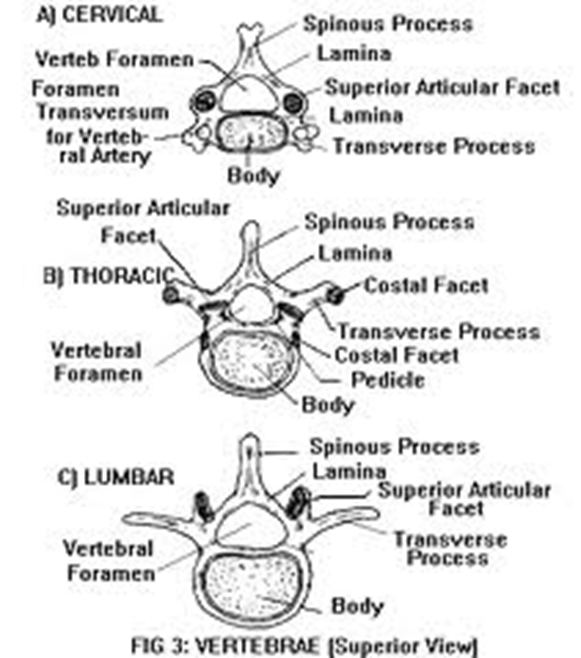 A) CERVICAL
Spinous Process
Verteb Foramen
Lamina
Foramen
Transversum
for Verteb-
ral Artery
Superior Articular Facet
Lamina
Transverse Process
Body
Superior Articular
Facet
Spinous Process
Lamina
B) THORACIC
Costal Facet
Transverse Process
Vertebral
Foramen
Costal Facet
Pedicle
Body
Spinous Process
C) LUMBAR
Lamina
Superior Articular
Facet
Vertebral
Foramen
Transverse
Process
Body
FIG 3: VERTEBRAE [Superior View]